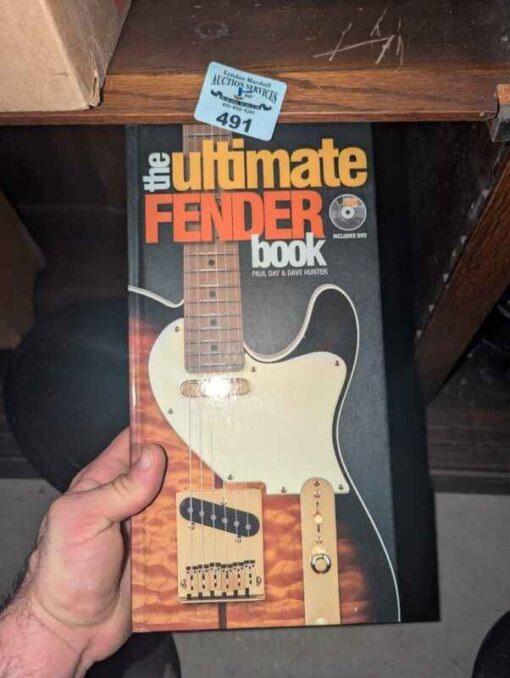 Lyndon Marshall
AUCTION SERVICES
491
the ultimate
FENDER
book
INCLUDES DVD
PAUL DAY & DAVE HUNTER